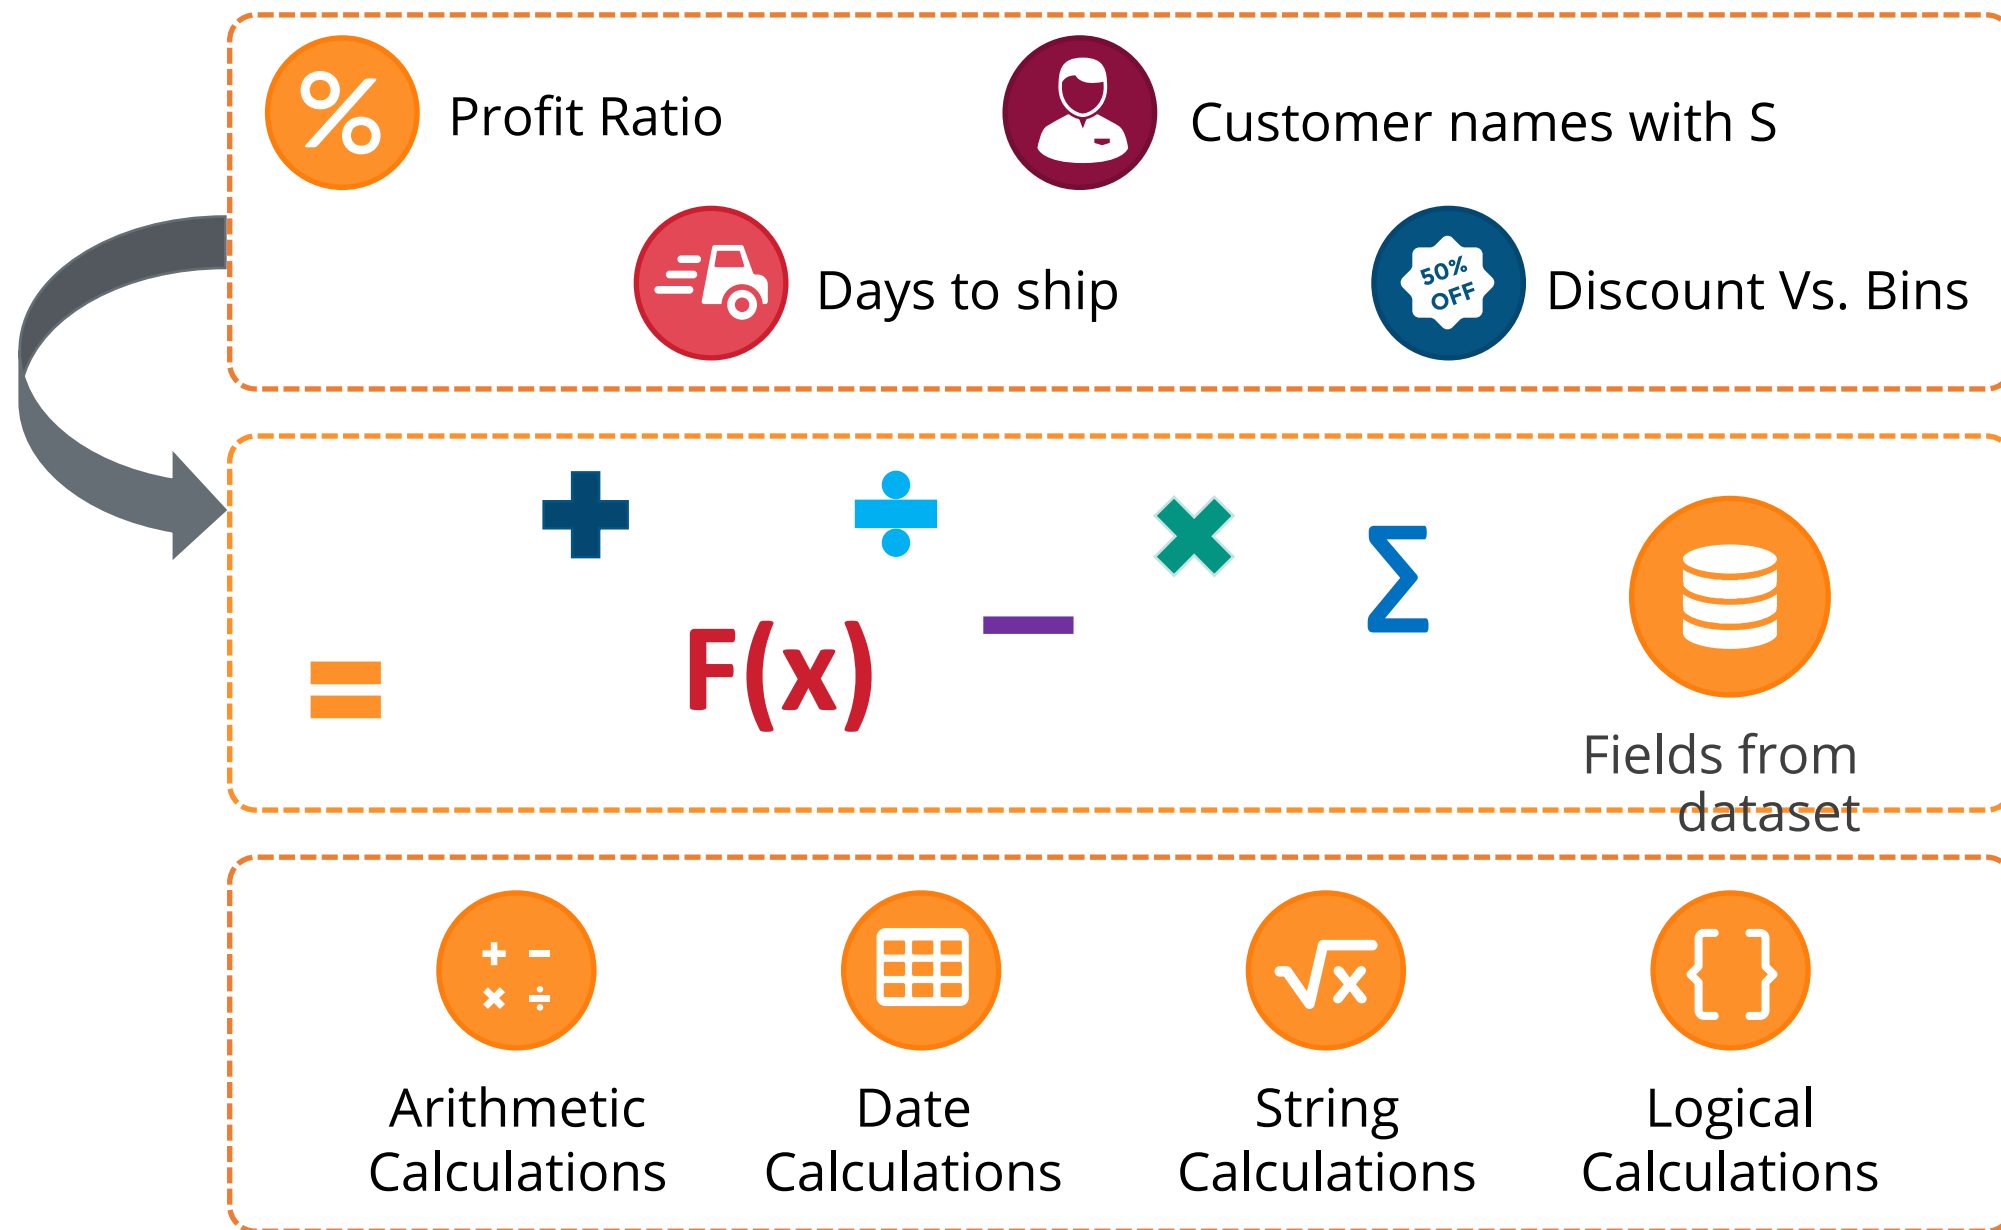 Profit Ratio
Customer names with S
Days to ship
50%
OFF
Discount Vs. Bins
+
÷
×
∑
=
F(x)
−
Fields from
dataset
+ −
× ÷
√x
{ }
Arithmetic
Calculations
Date
Calculations
String
Calculations
Logical
Calculations